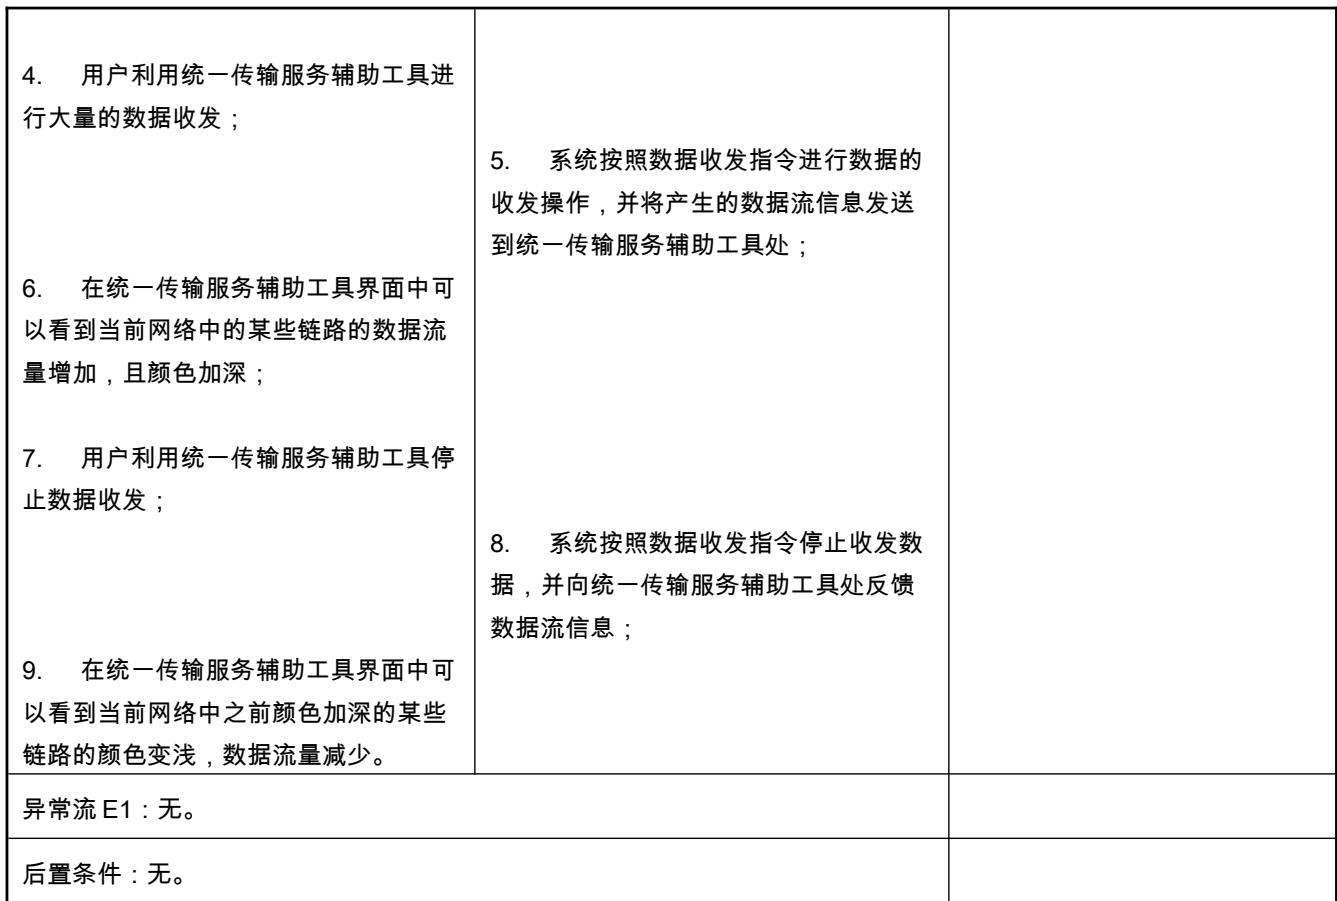 4. 用户利用统一传输服务辅助工具进
行大量的数据收发；
5. 系统按照数据收发指令进行数据的
收发操作，并将产生的数据流信息发送
到统一传输服务辅助工具处；
6. 在统一传输服务辅助工具界面中可
以看到当前网络中的某些链路的数据流
量增加，且颜色加深；
7. 用户利用统一传输服务辅助工具停
止数据收发；
8. 系统按照数据收发指令停止收发数
据，并向统一传输服务辅助工具处反馈
数据流信息；
9. 在统一传输服务辅助工具界面中可
以看到当前网络中之前颜色加深的某些
链路的颜色变浅，数据流量减少。
异常流 E1：无。
后置条件：无。